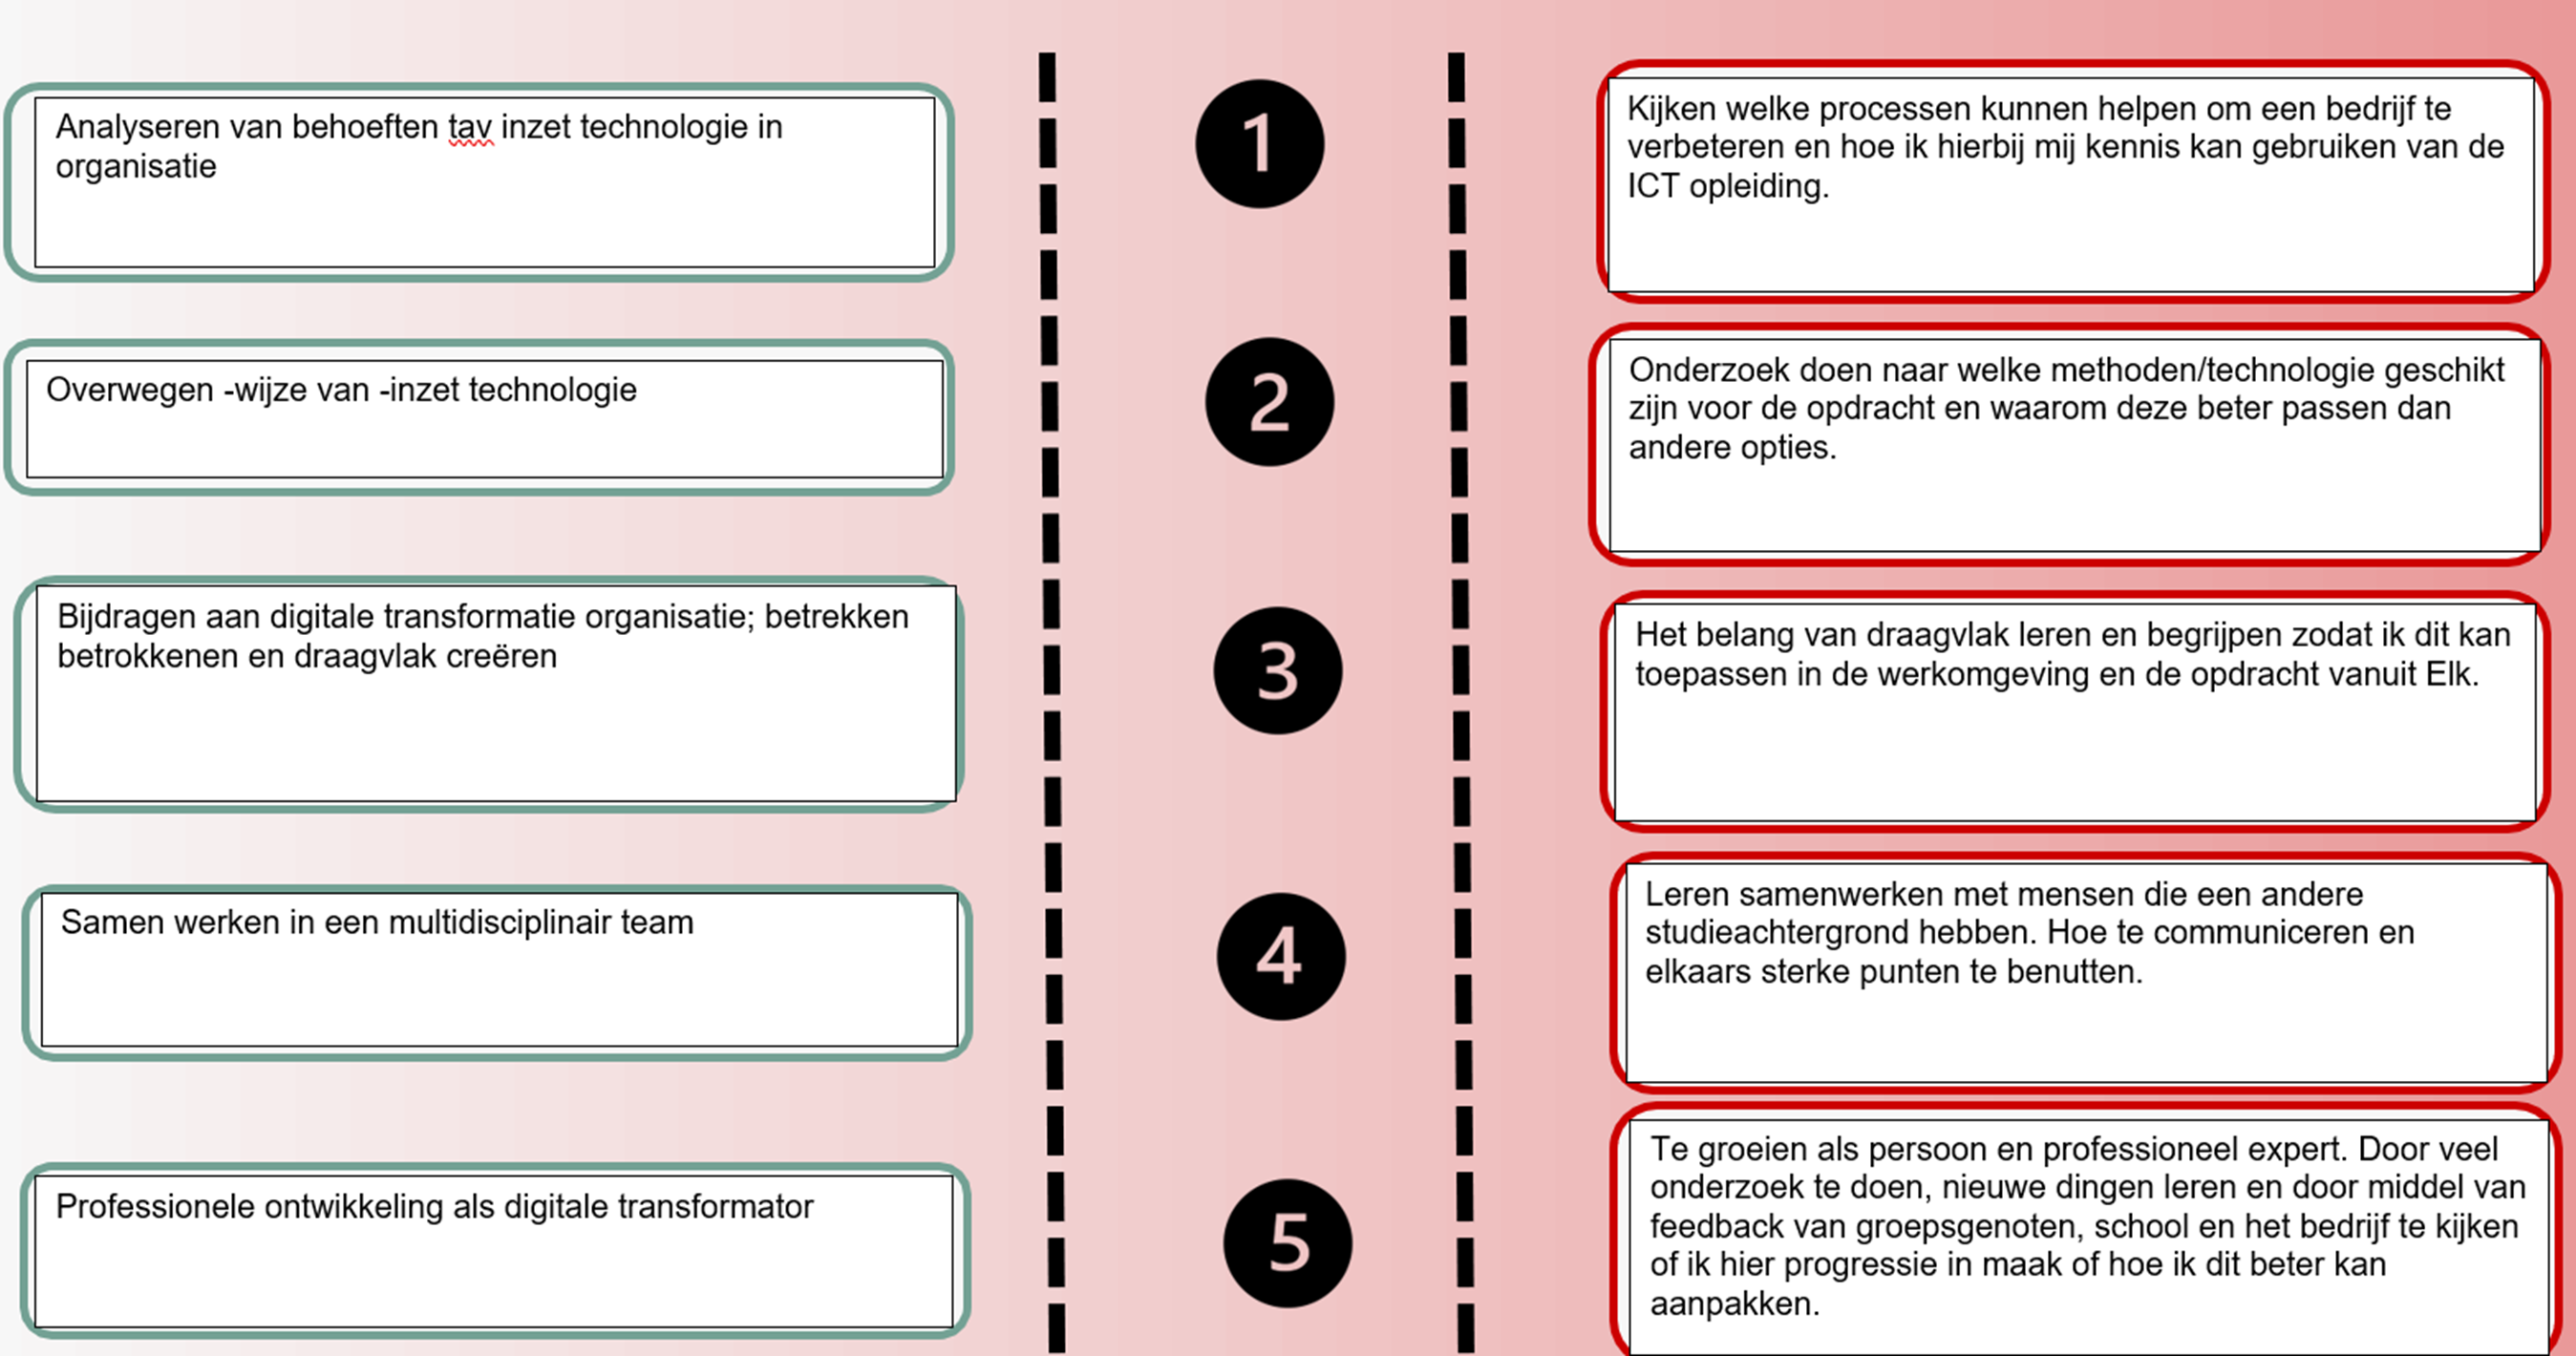 Analyseren van behoeften tav inzet technologie in
organisatie
1
Kijken welke processen kunnen helpen om een bedrijf te
verbeteren en hoe ik hierbij mij kennis kan gebruiken van de
ICT opleiding.
Overwegen -wijze van -inzet technologie
2
Onderzoek doen naar welke methoden/technologie geschikt
zijn voor de opdracht en waarom deze beter passen dan
andere opties.
Bijdragen aan digitale transformatie organisatie; betrekken
betrokkenen en draagvlak creëren
3
Het belang van draagvlak leren en begrijpen zodat ik dit kan
toepassen in de werkomgeving en de opdracht vanuit Elk.
Samen werken in een multidisciplinair team
4
Leren samenwerken met mensen die een andere
studieachtergrond hebben. Hoe te communiceren en
elkaars sterke punten te benutten.
Professionele ontwikkeling als digitale transformator
5
Te groeien als persoon en professioneel expert. Door veel
onderzoek te doen, nieuwe dingen leren en door middel van
feedback van groepsgenoten, school en het bedrijf te kijken
of ik hier progressie in maak of hoe ik dit beter kan
aanpakken.